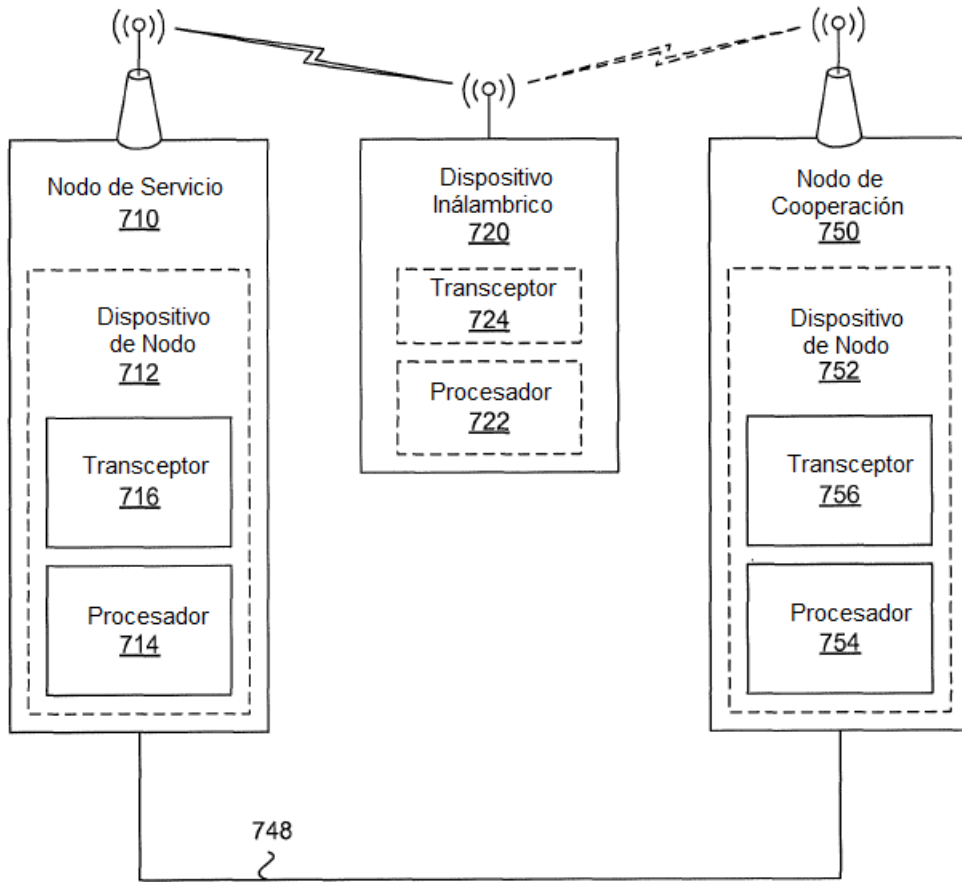 Nodo de Servicio
710
Dispositivo
de Nodo
712
Transceptor
716
Procesador
714
Dispositivo
Inálambrico
720
Transceptor
724
Procesador
722
Nodo de
Cooperación
750
Dispositivo
de Nodo
752
Transceptor
756
Procesador
754
748